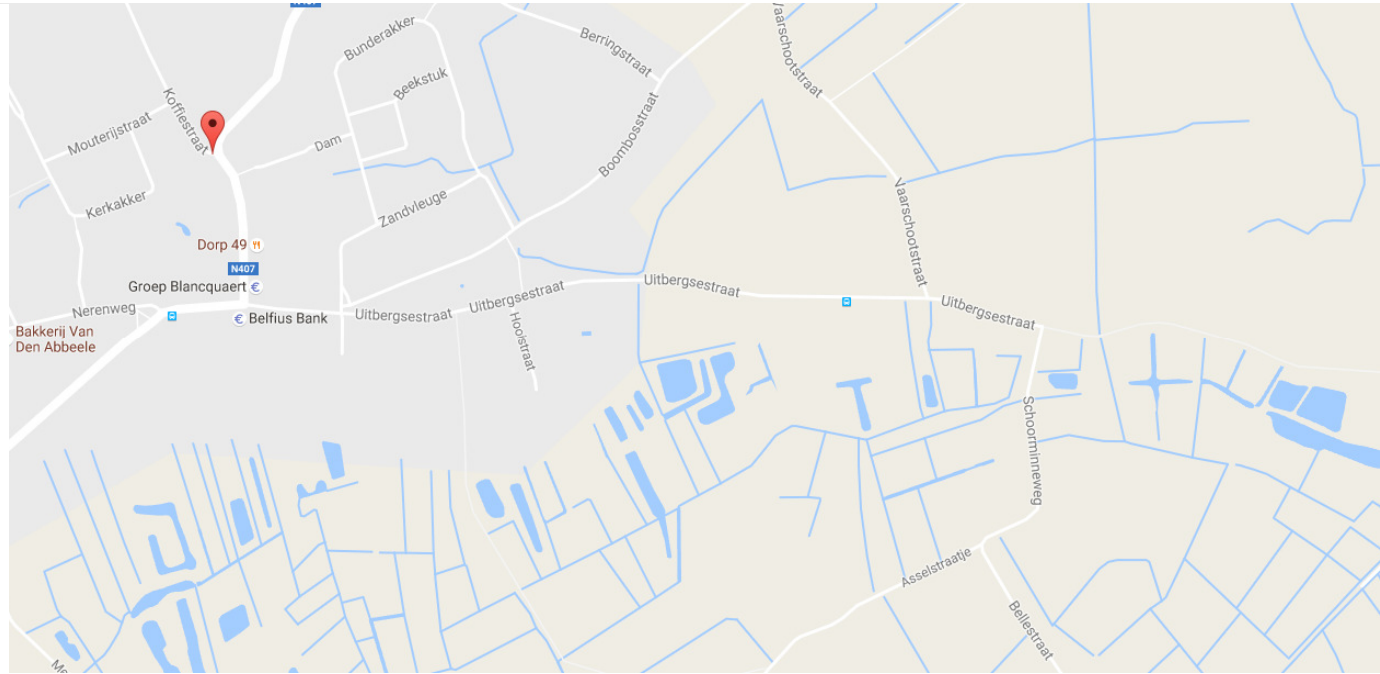 Bunderakker
Berringstraat
Vaarschootstraat
Beekstuk
Koffiestraat
Mouterijstraat
Dam
Boombosstraat
Kerkakker
Zandvleuge
Vaarschootstraat
Dorp 49
N407
Groep Blancquaert €
Uitbergsestraat
Uitbergsestraat
Uitbergsestraat
Uitbergsestraat
Nerenweg
€ Belfius Bank
Hooistraat
Bakkerij Van
Den Abbeele
Schoorminneweg
Asselstraatje
Bellestraat